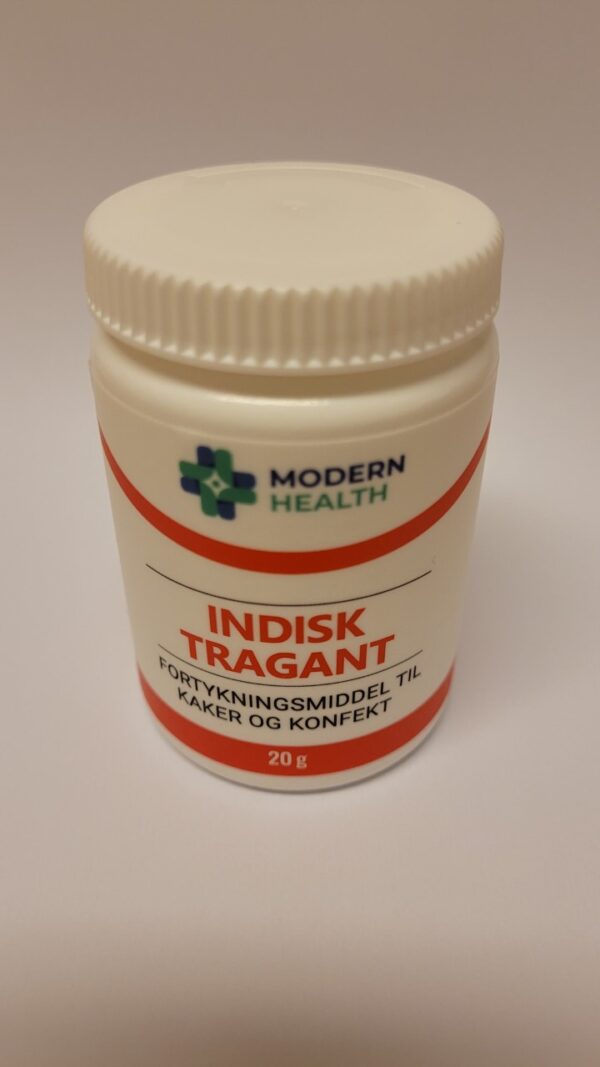 MODERN
HEALTH
INDISK
TRAGANT
FORTYKNINGSMIDDEL TIL
KAKER OG KONFEKT
20 g